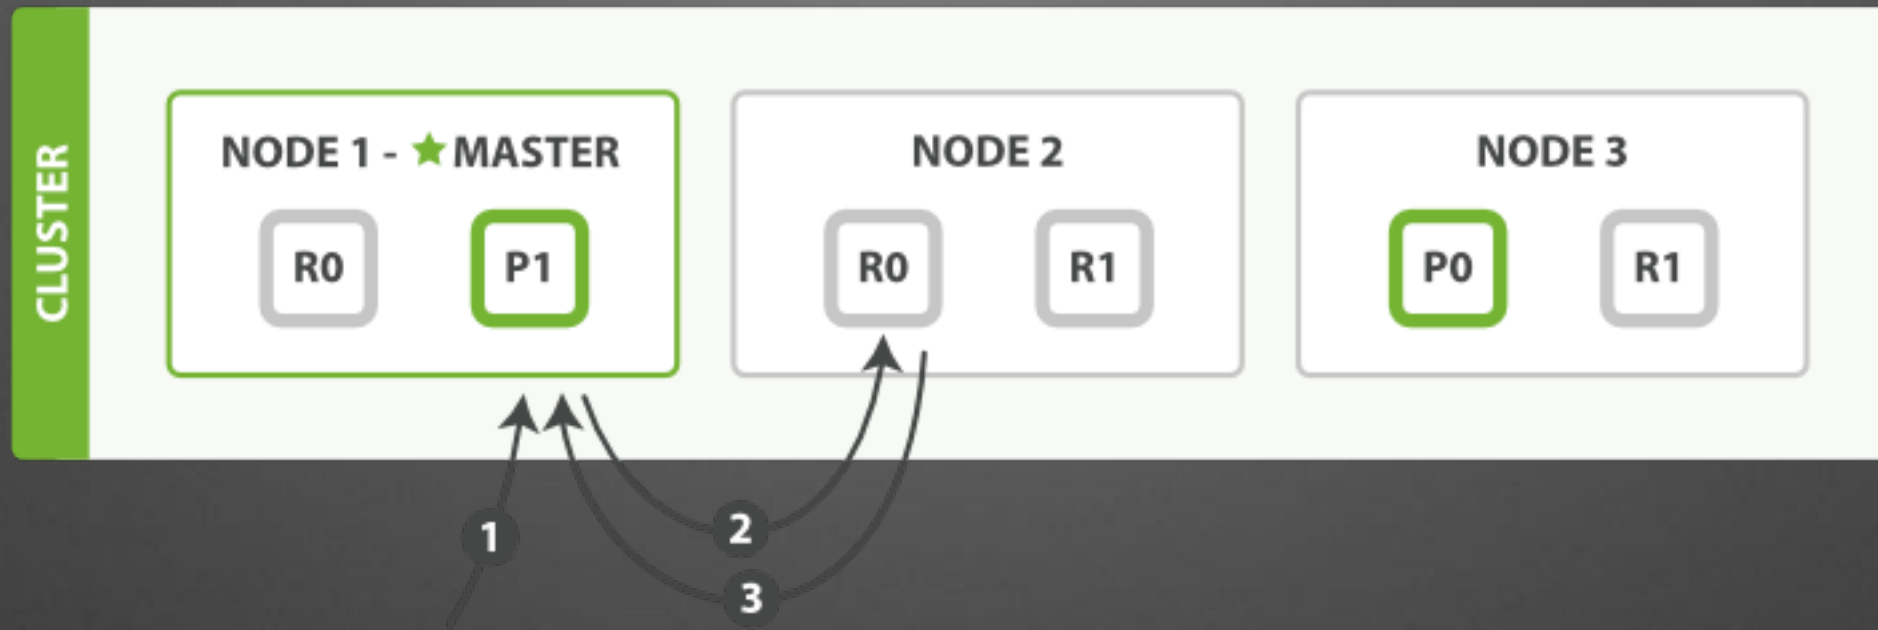 CLUSTER
NODE 1 - ★ MASTER
R0
P1
NODE 2
R0
R1
NODE 3
P0
R1
1
2
3